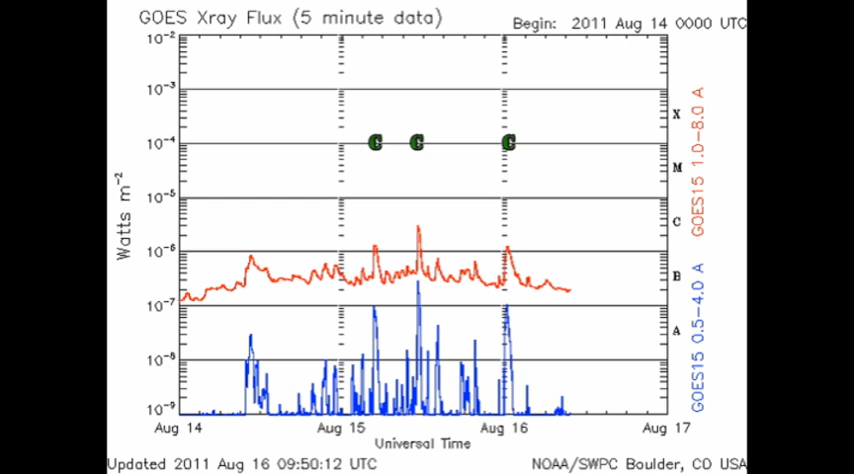 GOES Xray Flux (5 minute data)
Begin: 2011 Aug 14 0000 UTC
10⁻²
10⁻³
10⁻⁴
10⁻⁵
10⁻⁶
10⁻⁷
10⁻⁸
10⁻⁹
Watts m⁻²
C C C
X
M
C
B
A
GOES15 1.0-8.0 A
GOES15 0.5-4.0 A
Aug 14 Aug 15 Aug 16 Aug 17
Universal Time
Updated 2011 Aug 16 09:50:12 UTC
NOAA/SWPC Boulder, CO USA